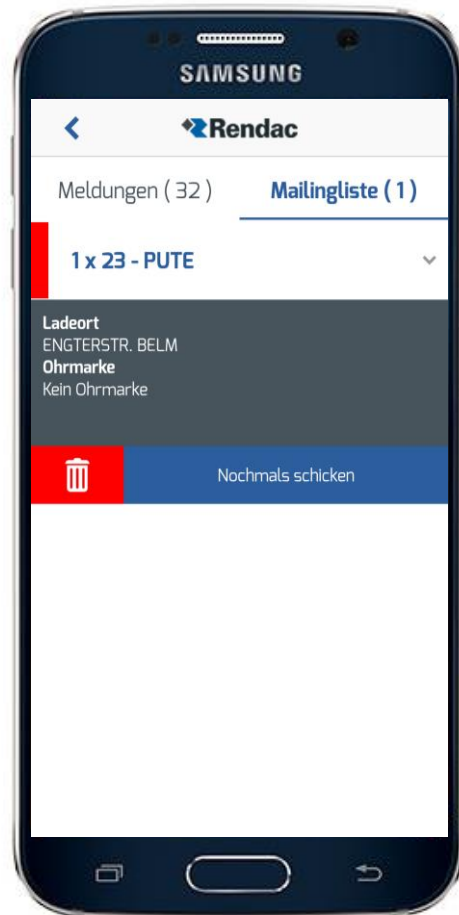 SAMSUNG
Rendac
Meldungen ( 32 )
Mailingliste ( 1 )
1 x 23 - PUTE
Ladeort
ENGTERSTR. BELM
Ohrmarke
Kein Ohrmarke
Nochmals schicken